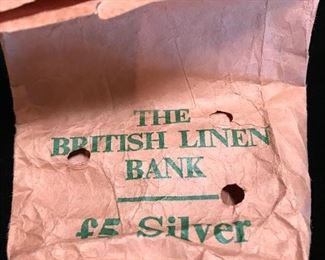 THE
BRITISH LINEN
BANK
£5 Silver